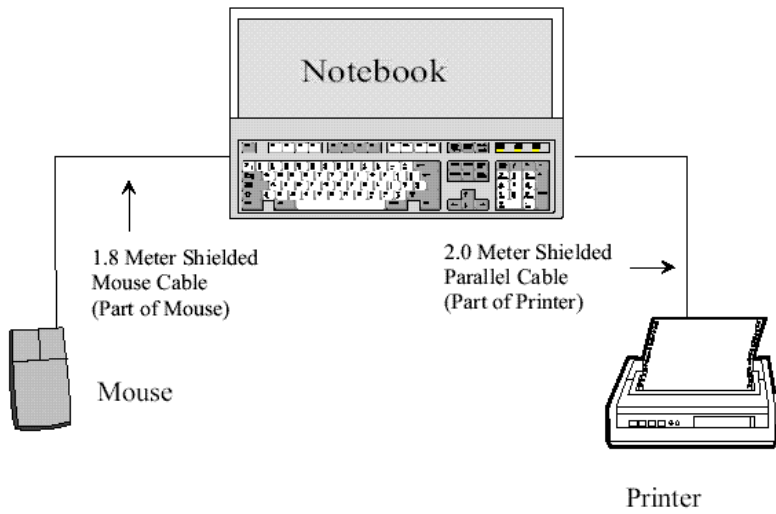 Notebook
1.8 Meter Shielded
Mouse Cable
(Part of Mouse)
2.0 Meter Shielded
Parallel Cable
(Part of Printer)
Mouse
Printer